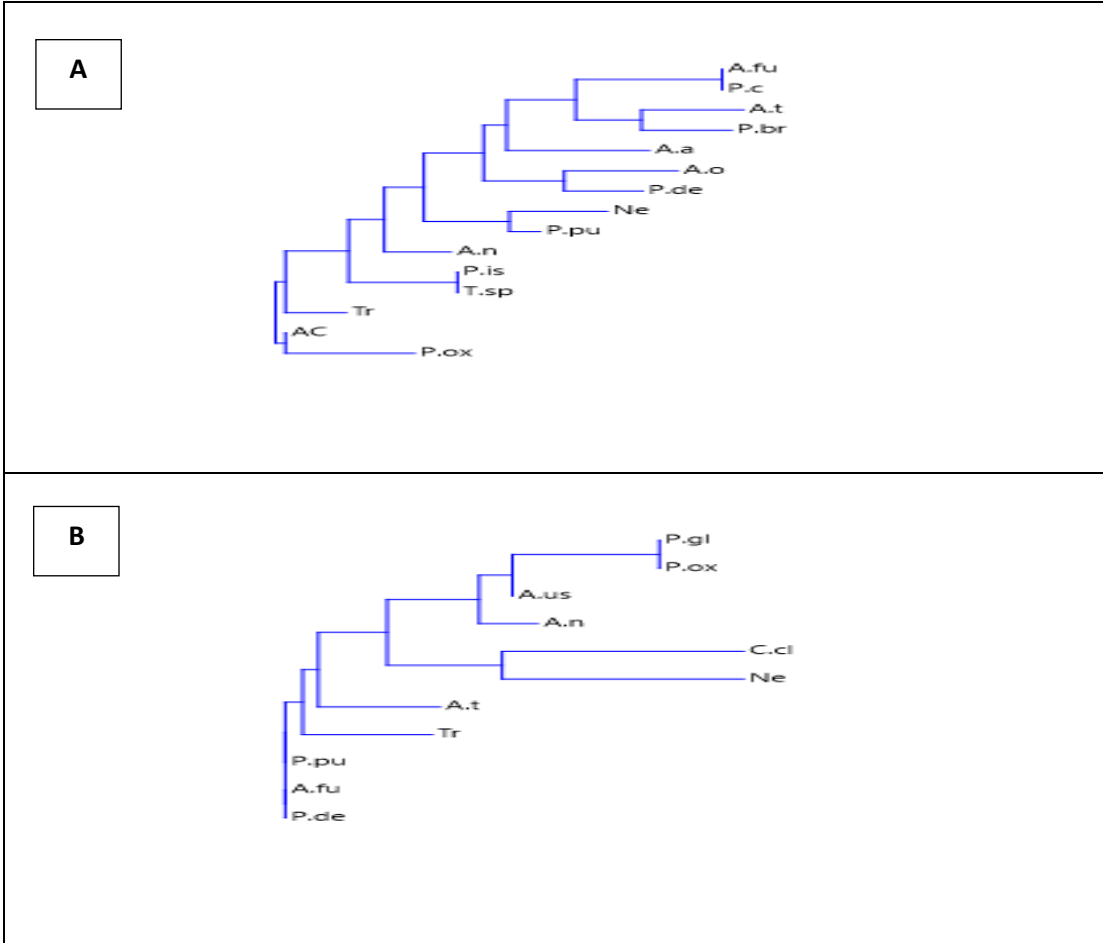 A
A.fu
P.c
A.t
P.br
A.a
A.o
P.de
Ne
P.pu
A.n
P.is
T.sp
Tr
AC
P.ox
B
P.gl
P.ox
A.us
A.n
C.cl
Ne
A.t
Tr
P.pu
A.fu
P.de